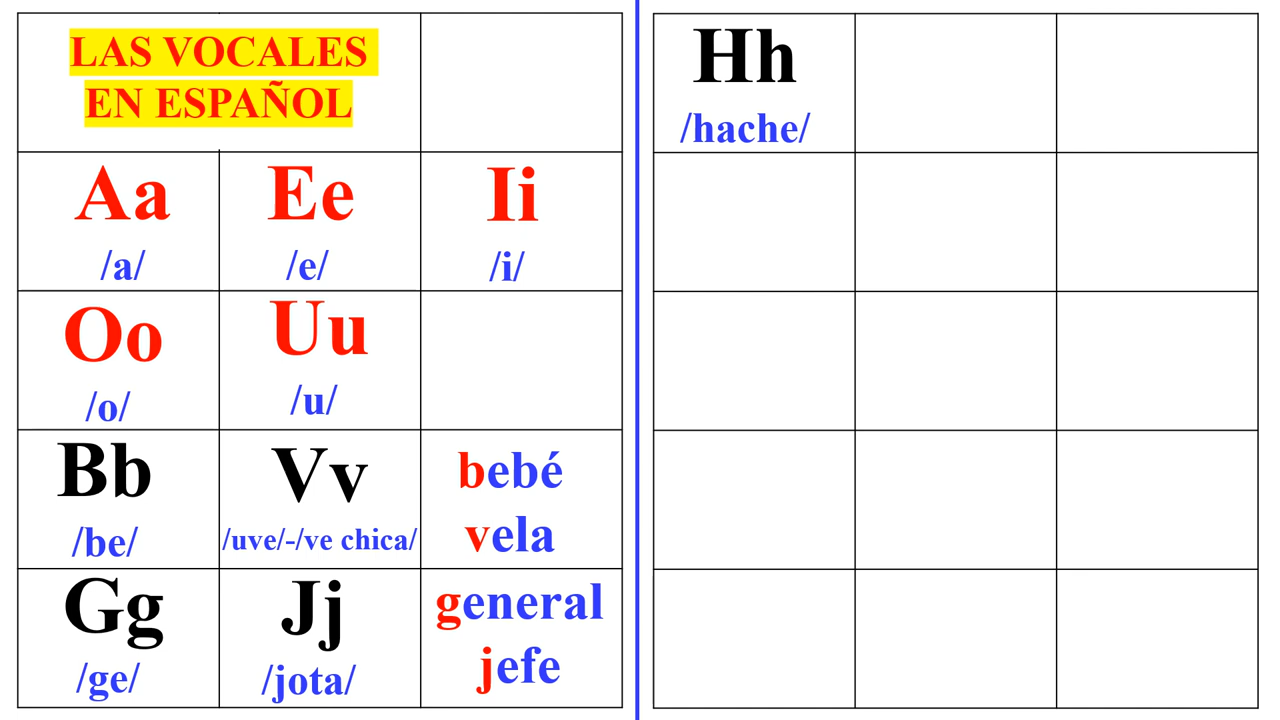 LAS VOCALES
EN ESPAÑOL
Aa
/a/
Ee
/e/
Ii
/i/
Oo
/o/
Uu
/u/
Bb
/be/
Vv
/uve/-/ve chica/
bebé
vela
Gg
/ge/
Jj
/jota/
general
jefe
Hh
/hache/